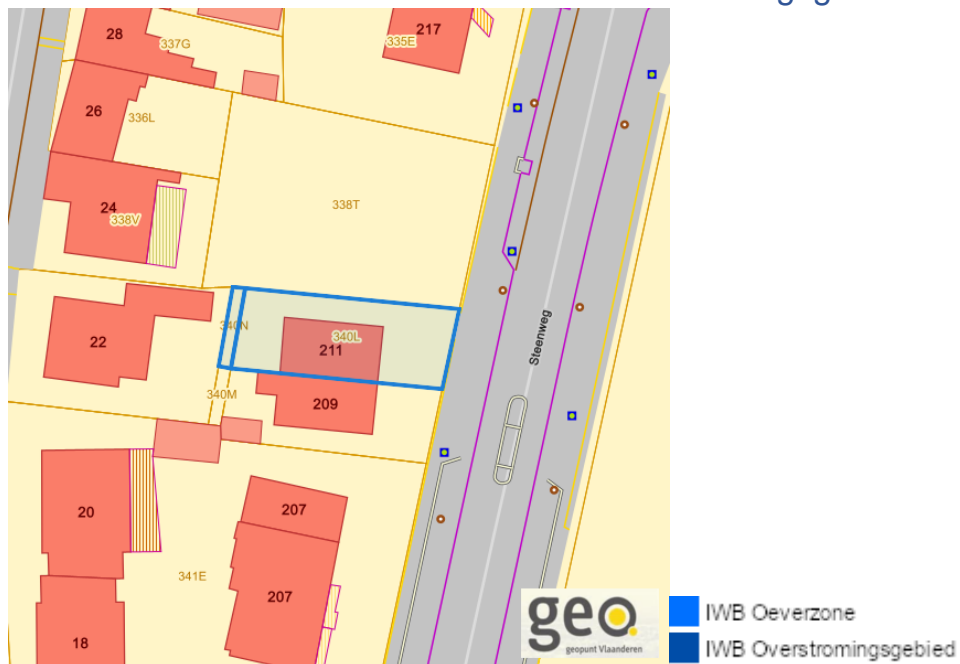 28
337G
335E
217
26
336L
24
338V
338T
340N
340L
211
22
340M
209
Steenweg
20
207
341E
207
18
geo.
geopunt Vlaanderen
IWB Oeverzone
IWB Overstromingsgebied